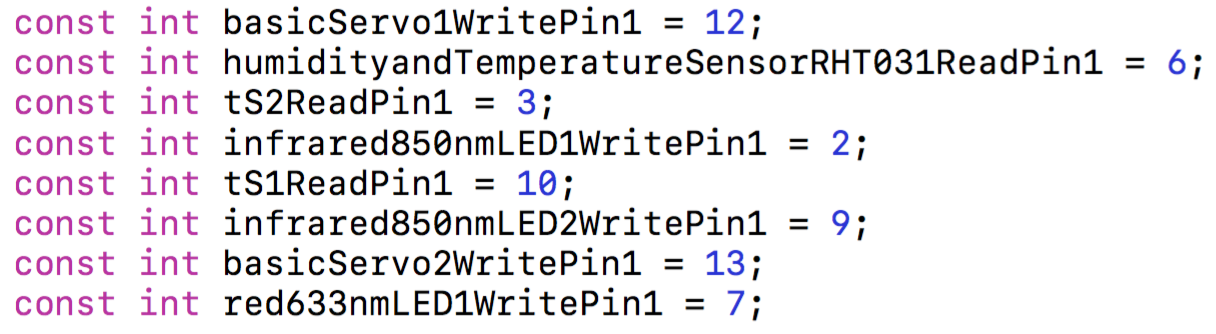 const int basicServo1WritePin1 = 12;
const int humidityandTemperatureSensorRHT031ReadPin1 = 6;
const int tS2ReadPin1 = 3;
const int infrared850nmLED1WritePin1 = 2;
const int tS1ReadPin1 = 10;
const int infrared850nmLED2WritePin1 = 9;
const int basicServo2WritePin1 = 13;
const int red633nmLED1WritePin1 = 7;